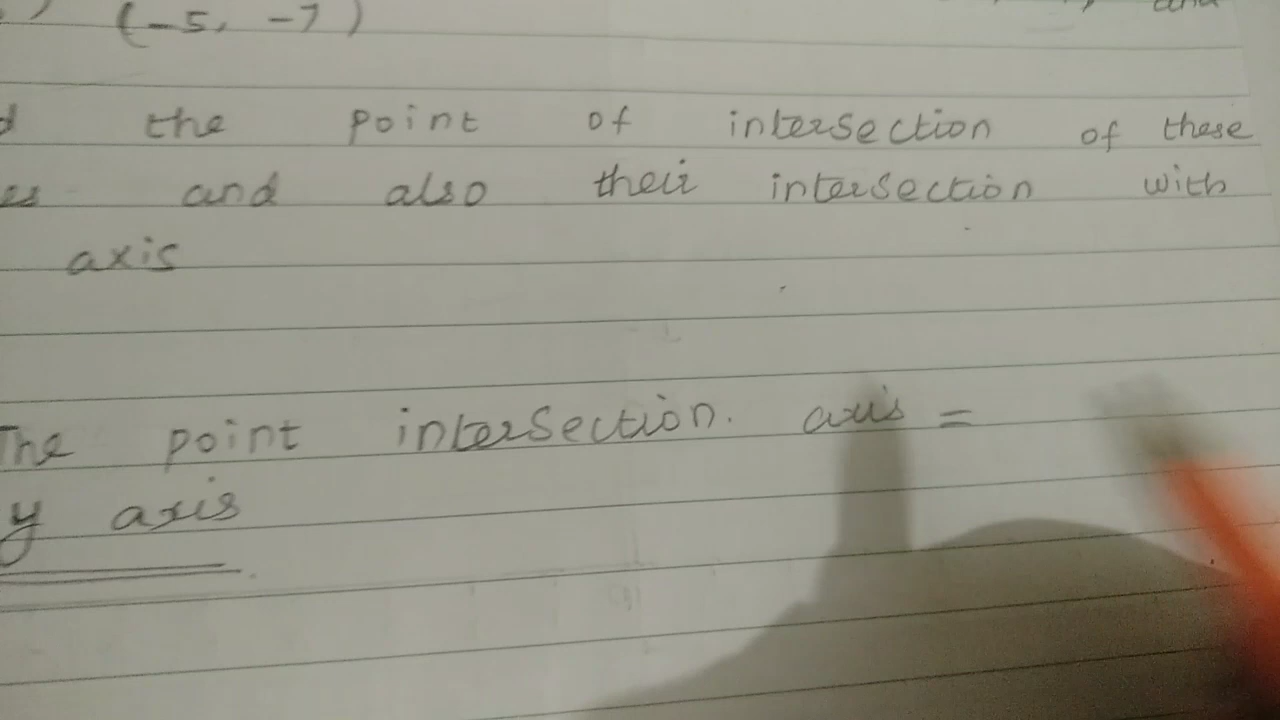 (-5, -7) and
the point of intersection of these
and also their intersection with
axis
The point intersection. axis =
y axis